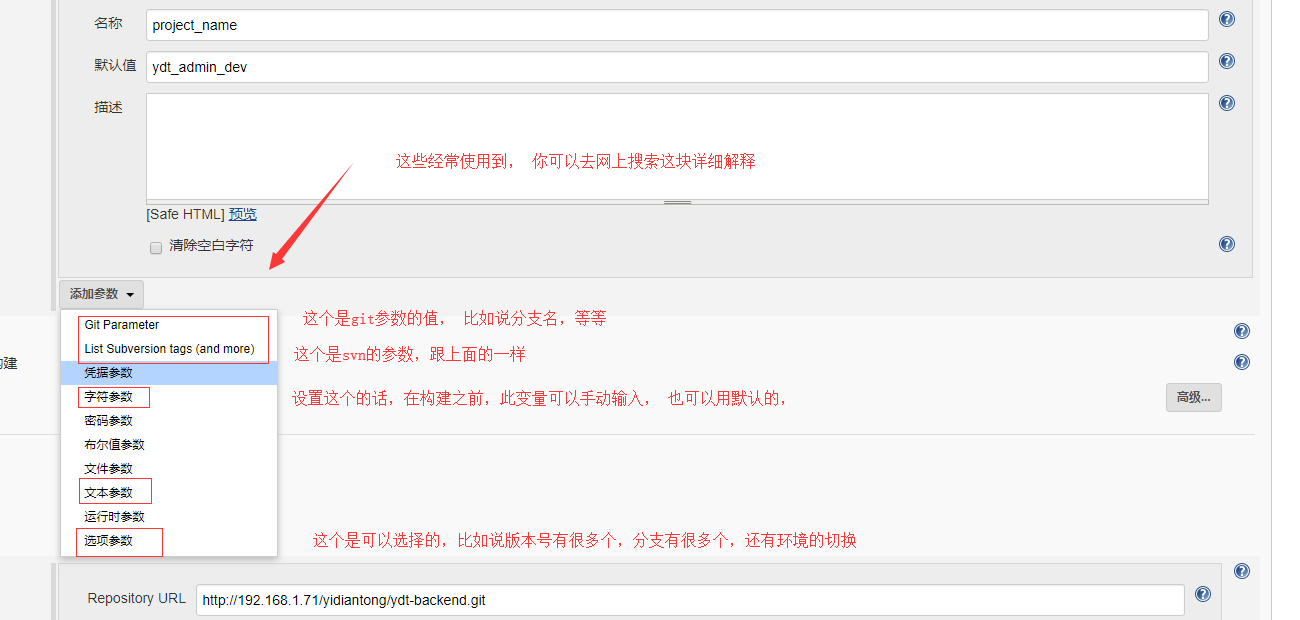 名称
project_name
默认值
ydt_admin_dev
描述
这些经常使用到， 你可以去网上搜索这块详细解释
[Safe HTML] 预览
清除空白字符
添加参数
Git Parameter
这个是git参数的值， 比如说分支名，等等
List Subversion tags (and more)
这个是svn的参数，跟上面的一样
构建
凭据参数
字符参数
设置这个的话，在构建之前，此变量可以手动输入， 也可以用默认的，
高级...
密码参数
布尔值参数
文件参数
文本参数
运行时参数
选项参数
这个是可以选择的，比如说版本号有很多个，分支有很多个，还有环境的切换
Repository URL
http://192.168.1.71/yidiantong/ydt-backend.git